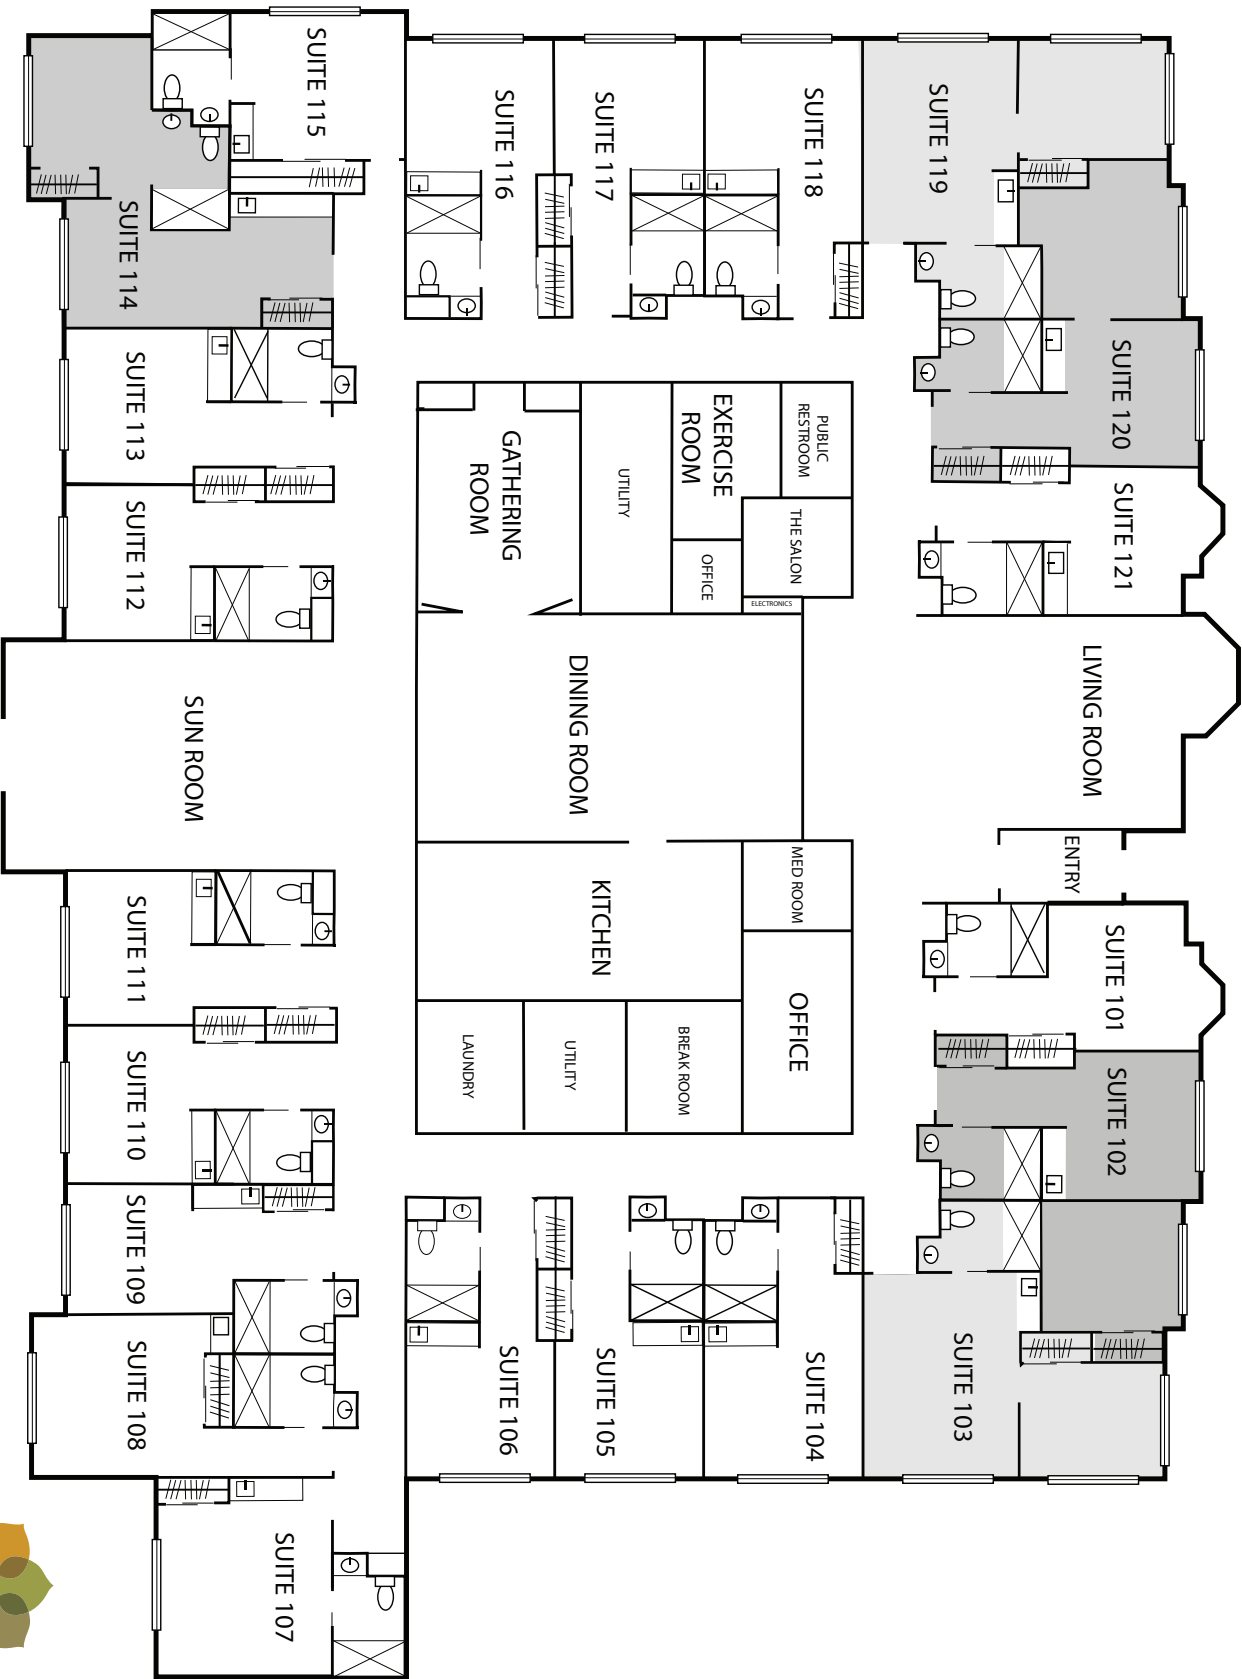 SUITE 115
SUITE 116
SUITE 117
SUITE 118
SUITE 119
SUITE 114
SUITE 113
SUITE 120
SUITE 112
SUITE 121
GATHERING
ROOM
UTILITY
EXERCISE
ROOM
PUBLIC
RESTROOM
OFFICE
THE SALON
ELECTRONICS
SUN ROOM
DINING ROOM
LIVING ROOM
ENTRY
KITCHEN
MED ROOM
OFFICE
LAUNDRY
UTILITY
BREAK ROOM
SUITE 111
SUITE 101
SUITE 110
SUITE 102
SUITE 109
SUITE 108
SUITE 106
SUITE 105
SUITE 104
SUITE 103
SUITE 107